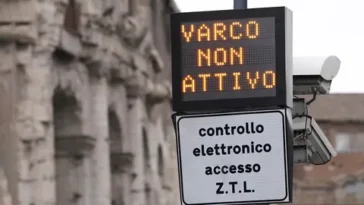 VARCO
NON
ATTIVO
controllo
elettronico
accesso
Z.T.L.